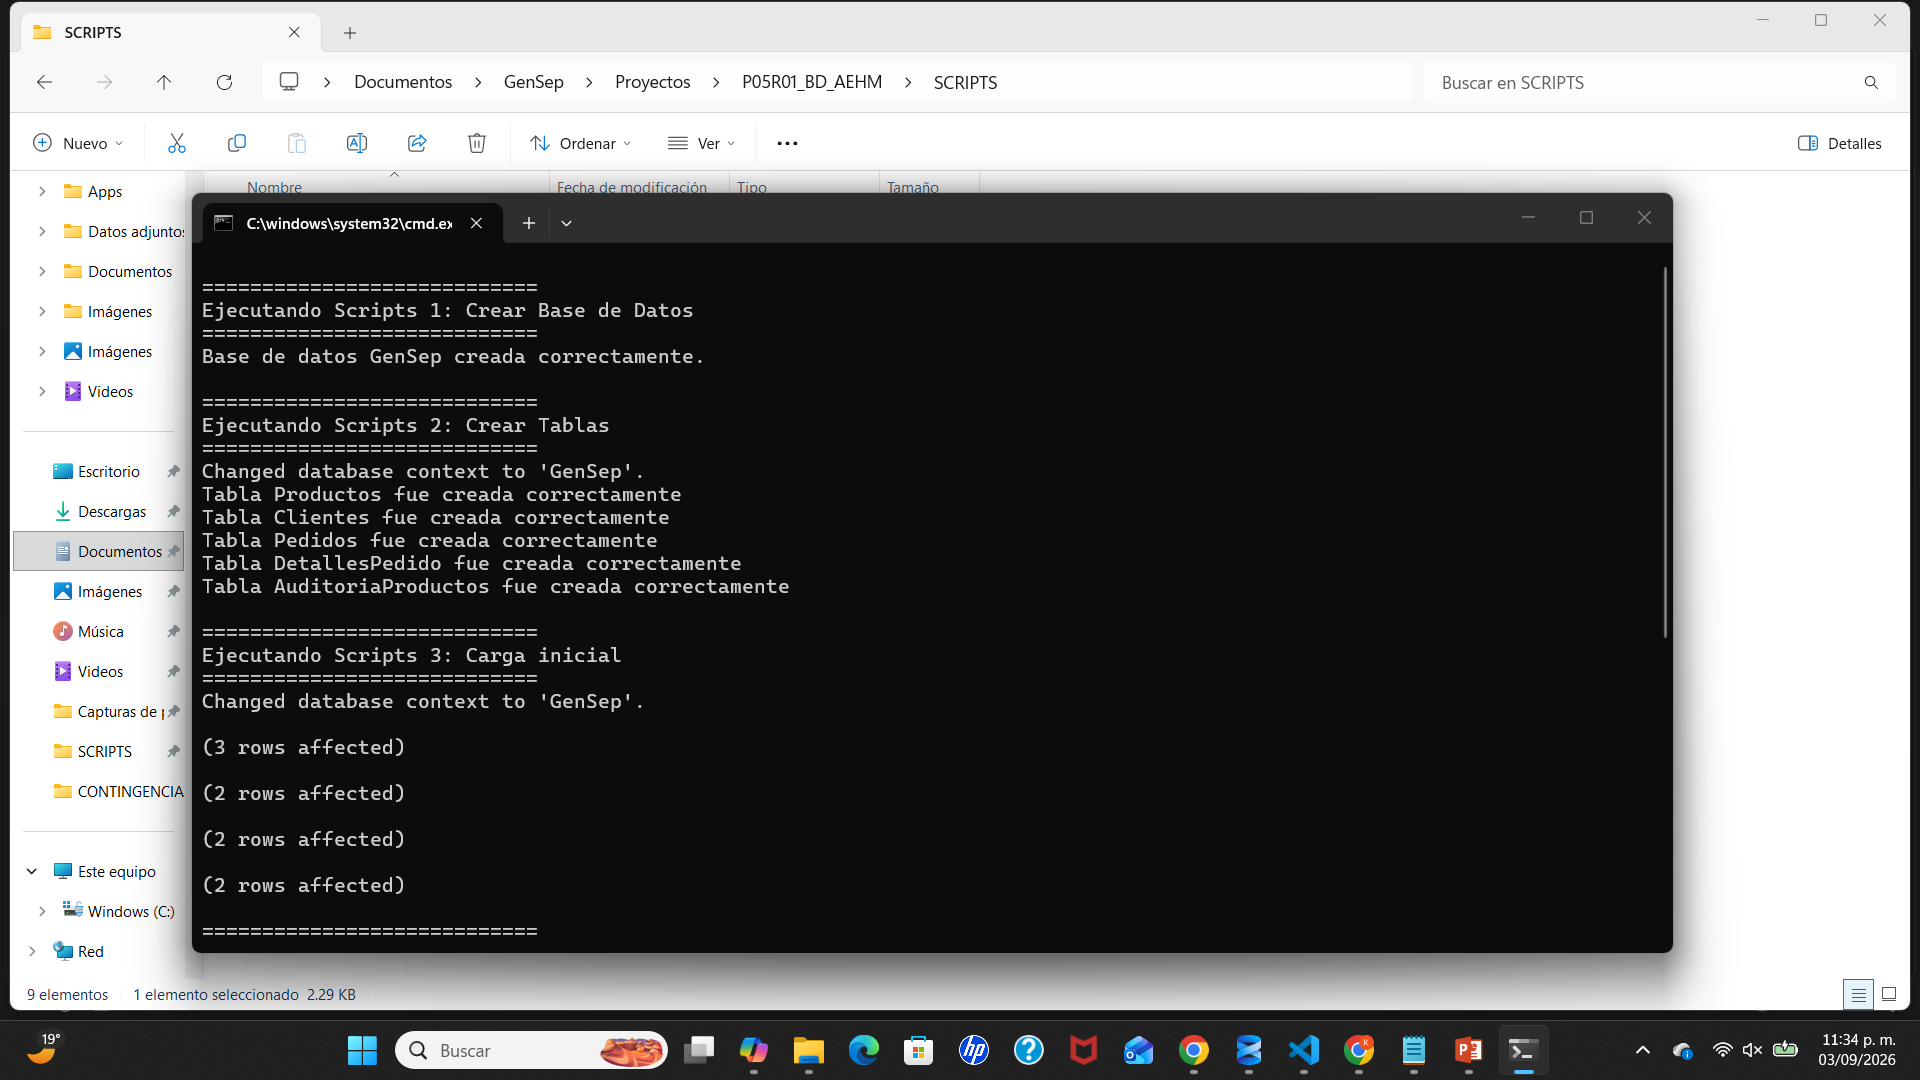 SCRIPTS
Documentos
GenSep
Proyectos
P05R01_BD_AEHM
SCRIPTS
Buscar en SCRIPTS
Nuevo
Ordenar
Ver
Detalles
Nombre
Fecha de modificación
Tipo
Tamaño
Apps
Datos adjuntos
Documentos
Imágenes
Imágenes
Videos
Escritorio
Descargas
Documentos
Imágenes
Música
Videos
Capturas de
SCRIPTS
CONTINGENCIA
Este equipo
Windows (C:)
Red
C:\windows\system32\cmd.ex
============================
Ejecutando Scripts 1: Crear Base de Datos
============================
Base de datos GenSep creada correctamente.
============================
Ejecutando Scripts 2: Crear Tablas
============================
Changed database context to 'GenSep'.
Tabla Productos fue creada correctamente
Tabla Clientes fue creada correctamente
Tabla Pedidos fue creada correctamente
Tabla DetallesPedido fue creada correctamente
Tabla AuditoriaProductos fue creada correctamente
============================
Ejecutando Scripts 3: Carga inicial
============================
Changed database context to 'GenSep'.
(3 rows affected)
(2 rows affected)
(2 rows affected)
(2 rows affected)
============================
9 elementos
1 elemento seleccionado 2.29 KB
19°
Buscar
11:34 p. m.
03/09/2026